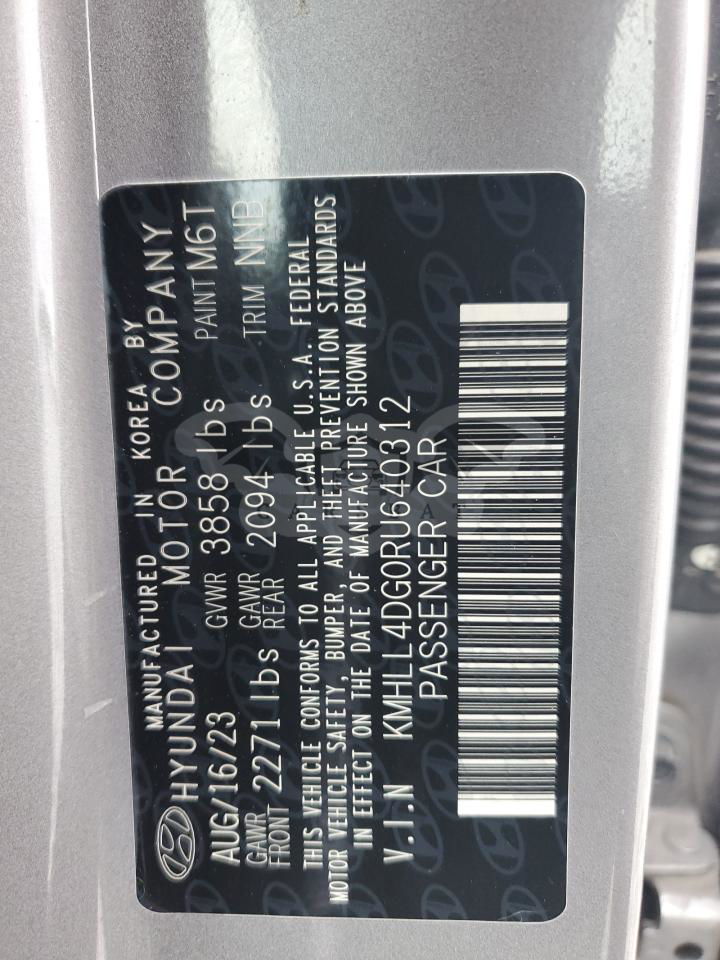 MANUFACTURED IN KOREA BY
HYUNDAI MOTOR COMPANY
AUG/16/23 GVWR 3858 lbs PAINT M6T
GAWR FRONT 2271 lbs GAWR REAR 2094 lbs TRIM NNB
THIS VEHICLE CONFORMS TO ALL APPLICABLE U.S.A. FEDERAL
MOTOR VEHICLE SAFETY, BUMPER, AND THEFT PREVENTION STANDARDS
IN EFFECT ON THE DATE OF MANUFACTURE SHOWN ABOVE
V.I.N KMHLL4DG0RU640312
PASSENGER CAR